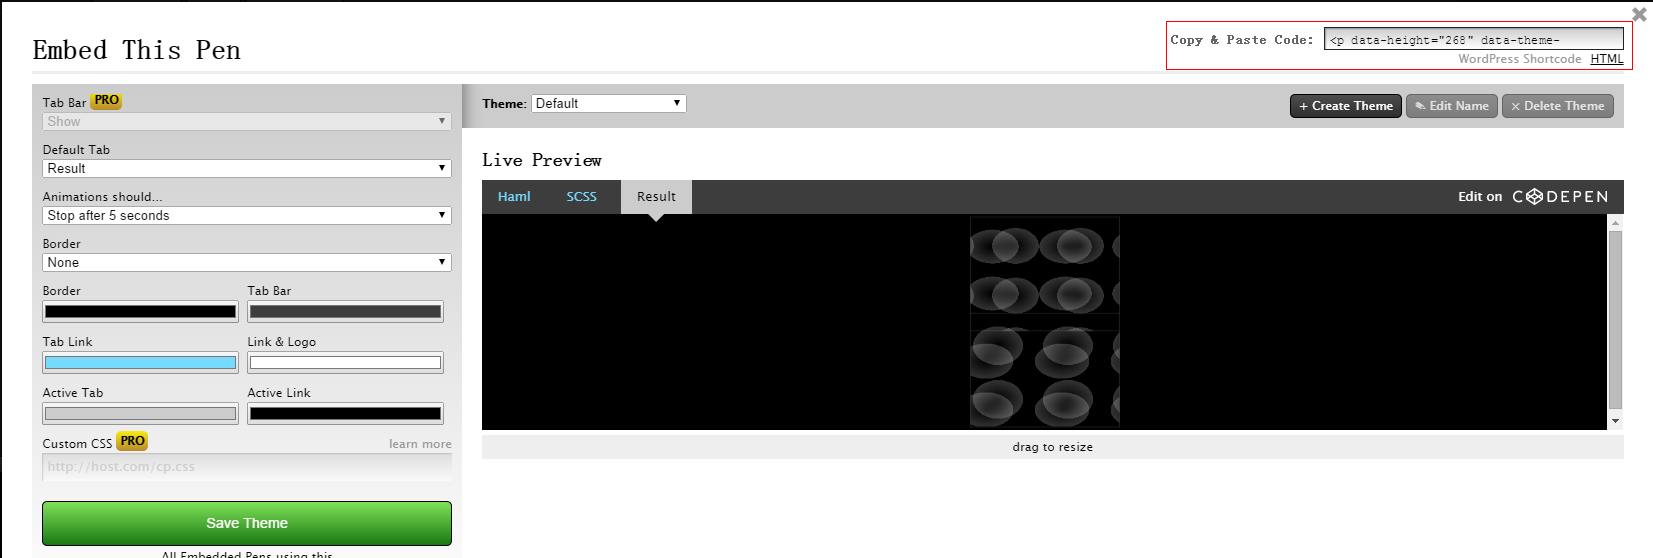 Embed This Pen
Copy & Paste Code: <p data-height="268" data-theme-
WordPress Shortcode HTML
Tab Bar PRO
Show
Default Tab
Result
Animations should...
Stop after 5 seconds
Border
None
Border Tab Bar
Tab Link Link & Logo
Active Tab Active Link
Custom CSS PRO learn more
http://host.com/cp.css
Save Theme
All Embedded Pens using this
Theme: Default
+ Create Theme ✎ Edit Name × Delete Theme
Live Preview
Haml SCSS Result Edit on CODEPEN
drag to resize